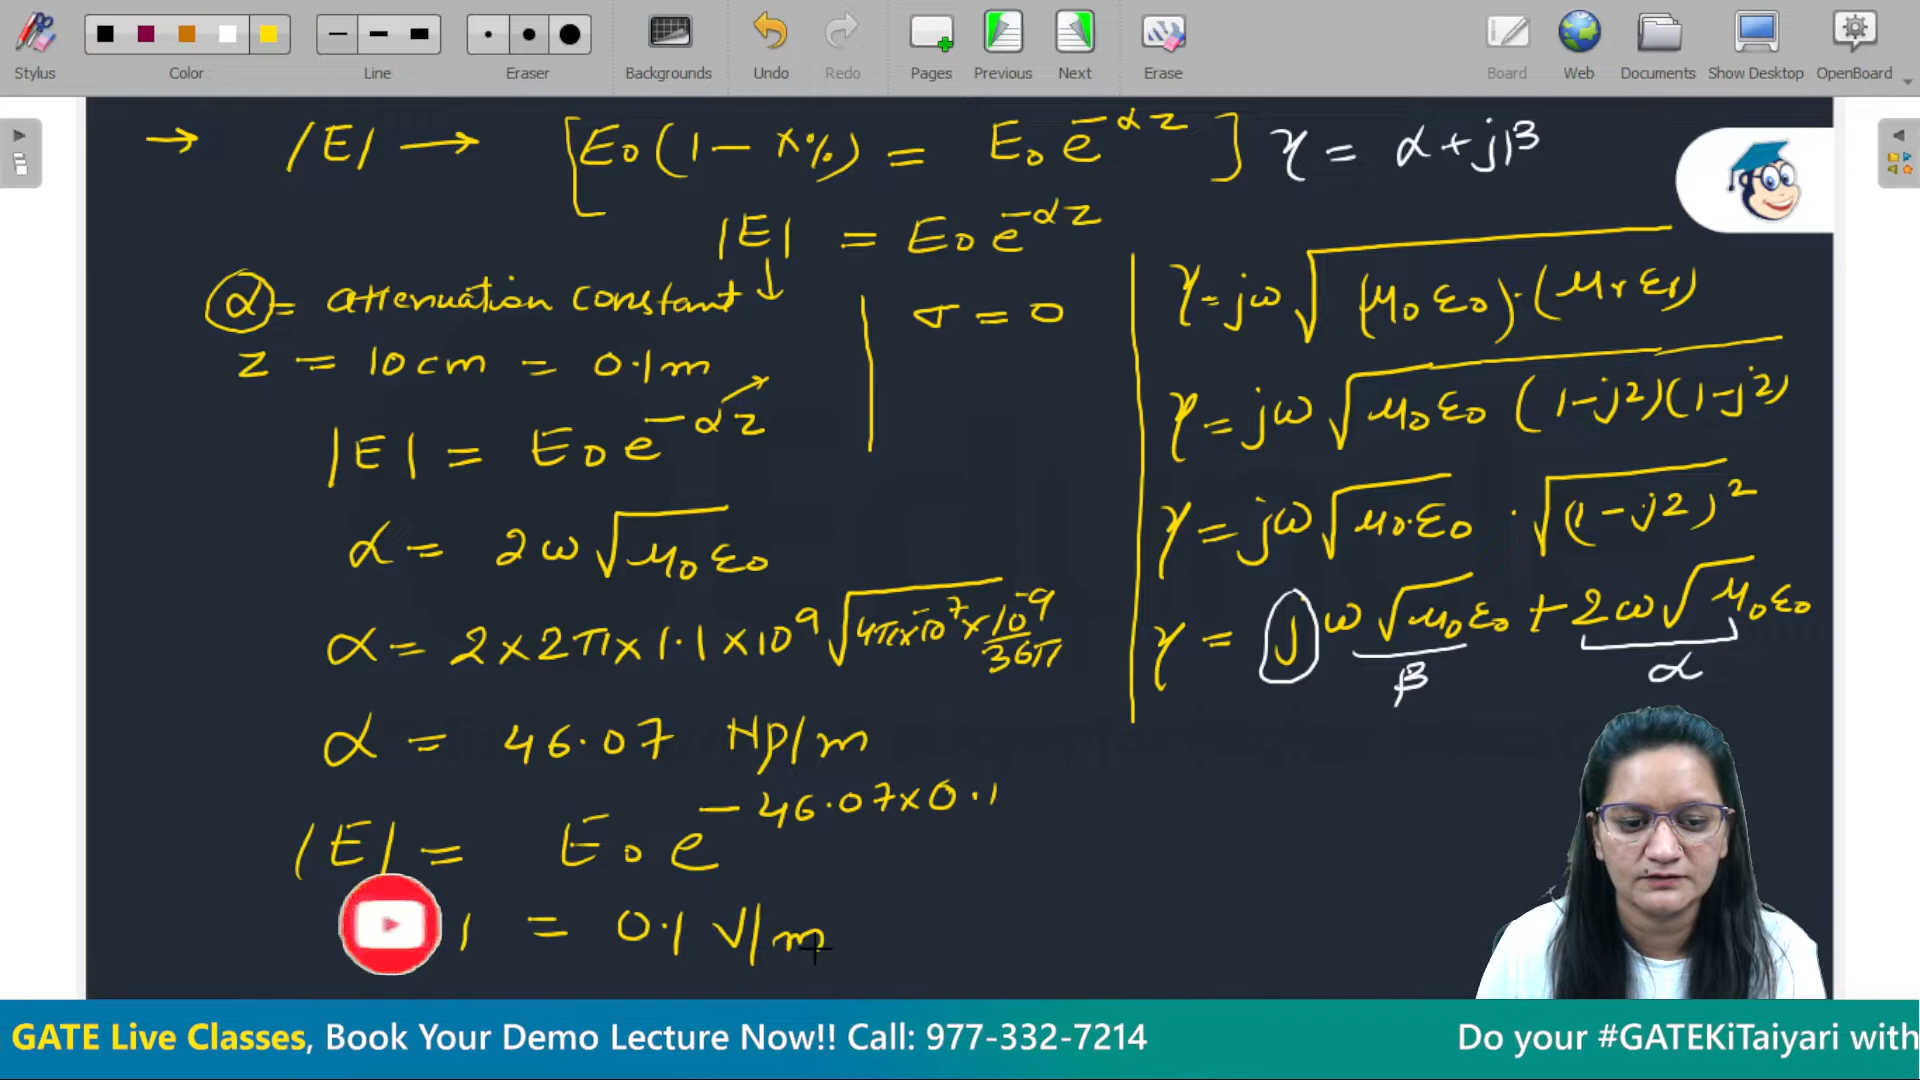 Stylus Color Line Eraser Backgrounds Undo Redo Pages Previous Next Erase Board Web Documents Show Desktop OpenBoard
→ |E| → [E₀(1 - x%) = E₀e^-αz] γ = α+jβ
|E| = E₀e^-αz
α = attenuation constant
z = 10cm = 0.1m
|E| = E₀e^-αz
α = 2ω√μ₀ε₀
α = 2×2π×1.1×10^9 √4π×10^-7 × 10^-9/36π
α = 46.07 Np/m
|E| = E₀e^-46.07×0.1
| = 0.1 V/m
σ = 0
γ = jω√(μ₀ε₀)·(μrεr)
γ = jω√μ₀ε₀(1-j2)(1-j2)
γ = jω√μ₀·ε₀ · √(1-j2)²
γ = jω√μ₀ε₀ + 2ω√μ₀ε₀
β α
GATE Live Classes, Book Your Demo Lecture Now!! Call: 977-332-7214
Do your #GATEKiTaiyari with